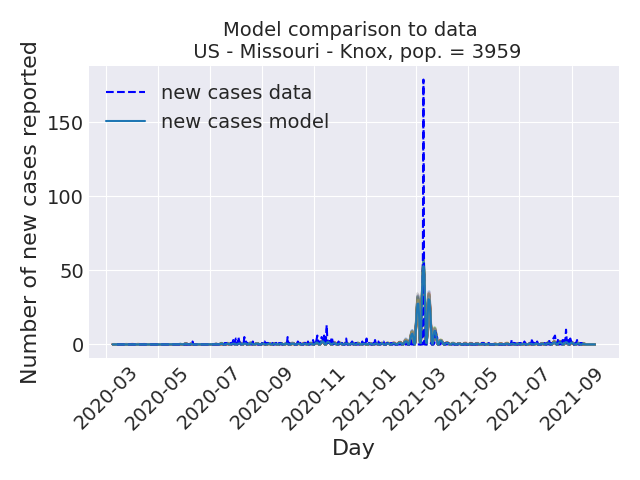 Model comparison to data
US - Missouri - Knox, pop. = 3959
Number of new cases reported
150
100
50
0
new cases data
new cases model
2020-03
2020-05
2020-07
2020-09
2020-11
2021-01
2021-03
2021-05
2021-07
2021-09
Day